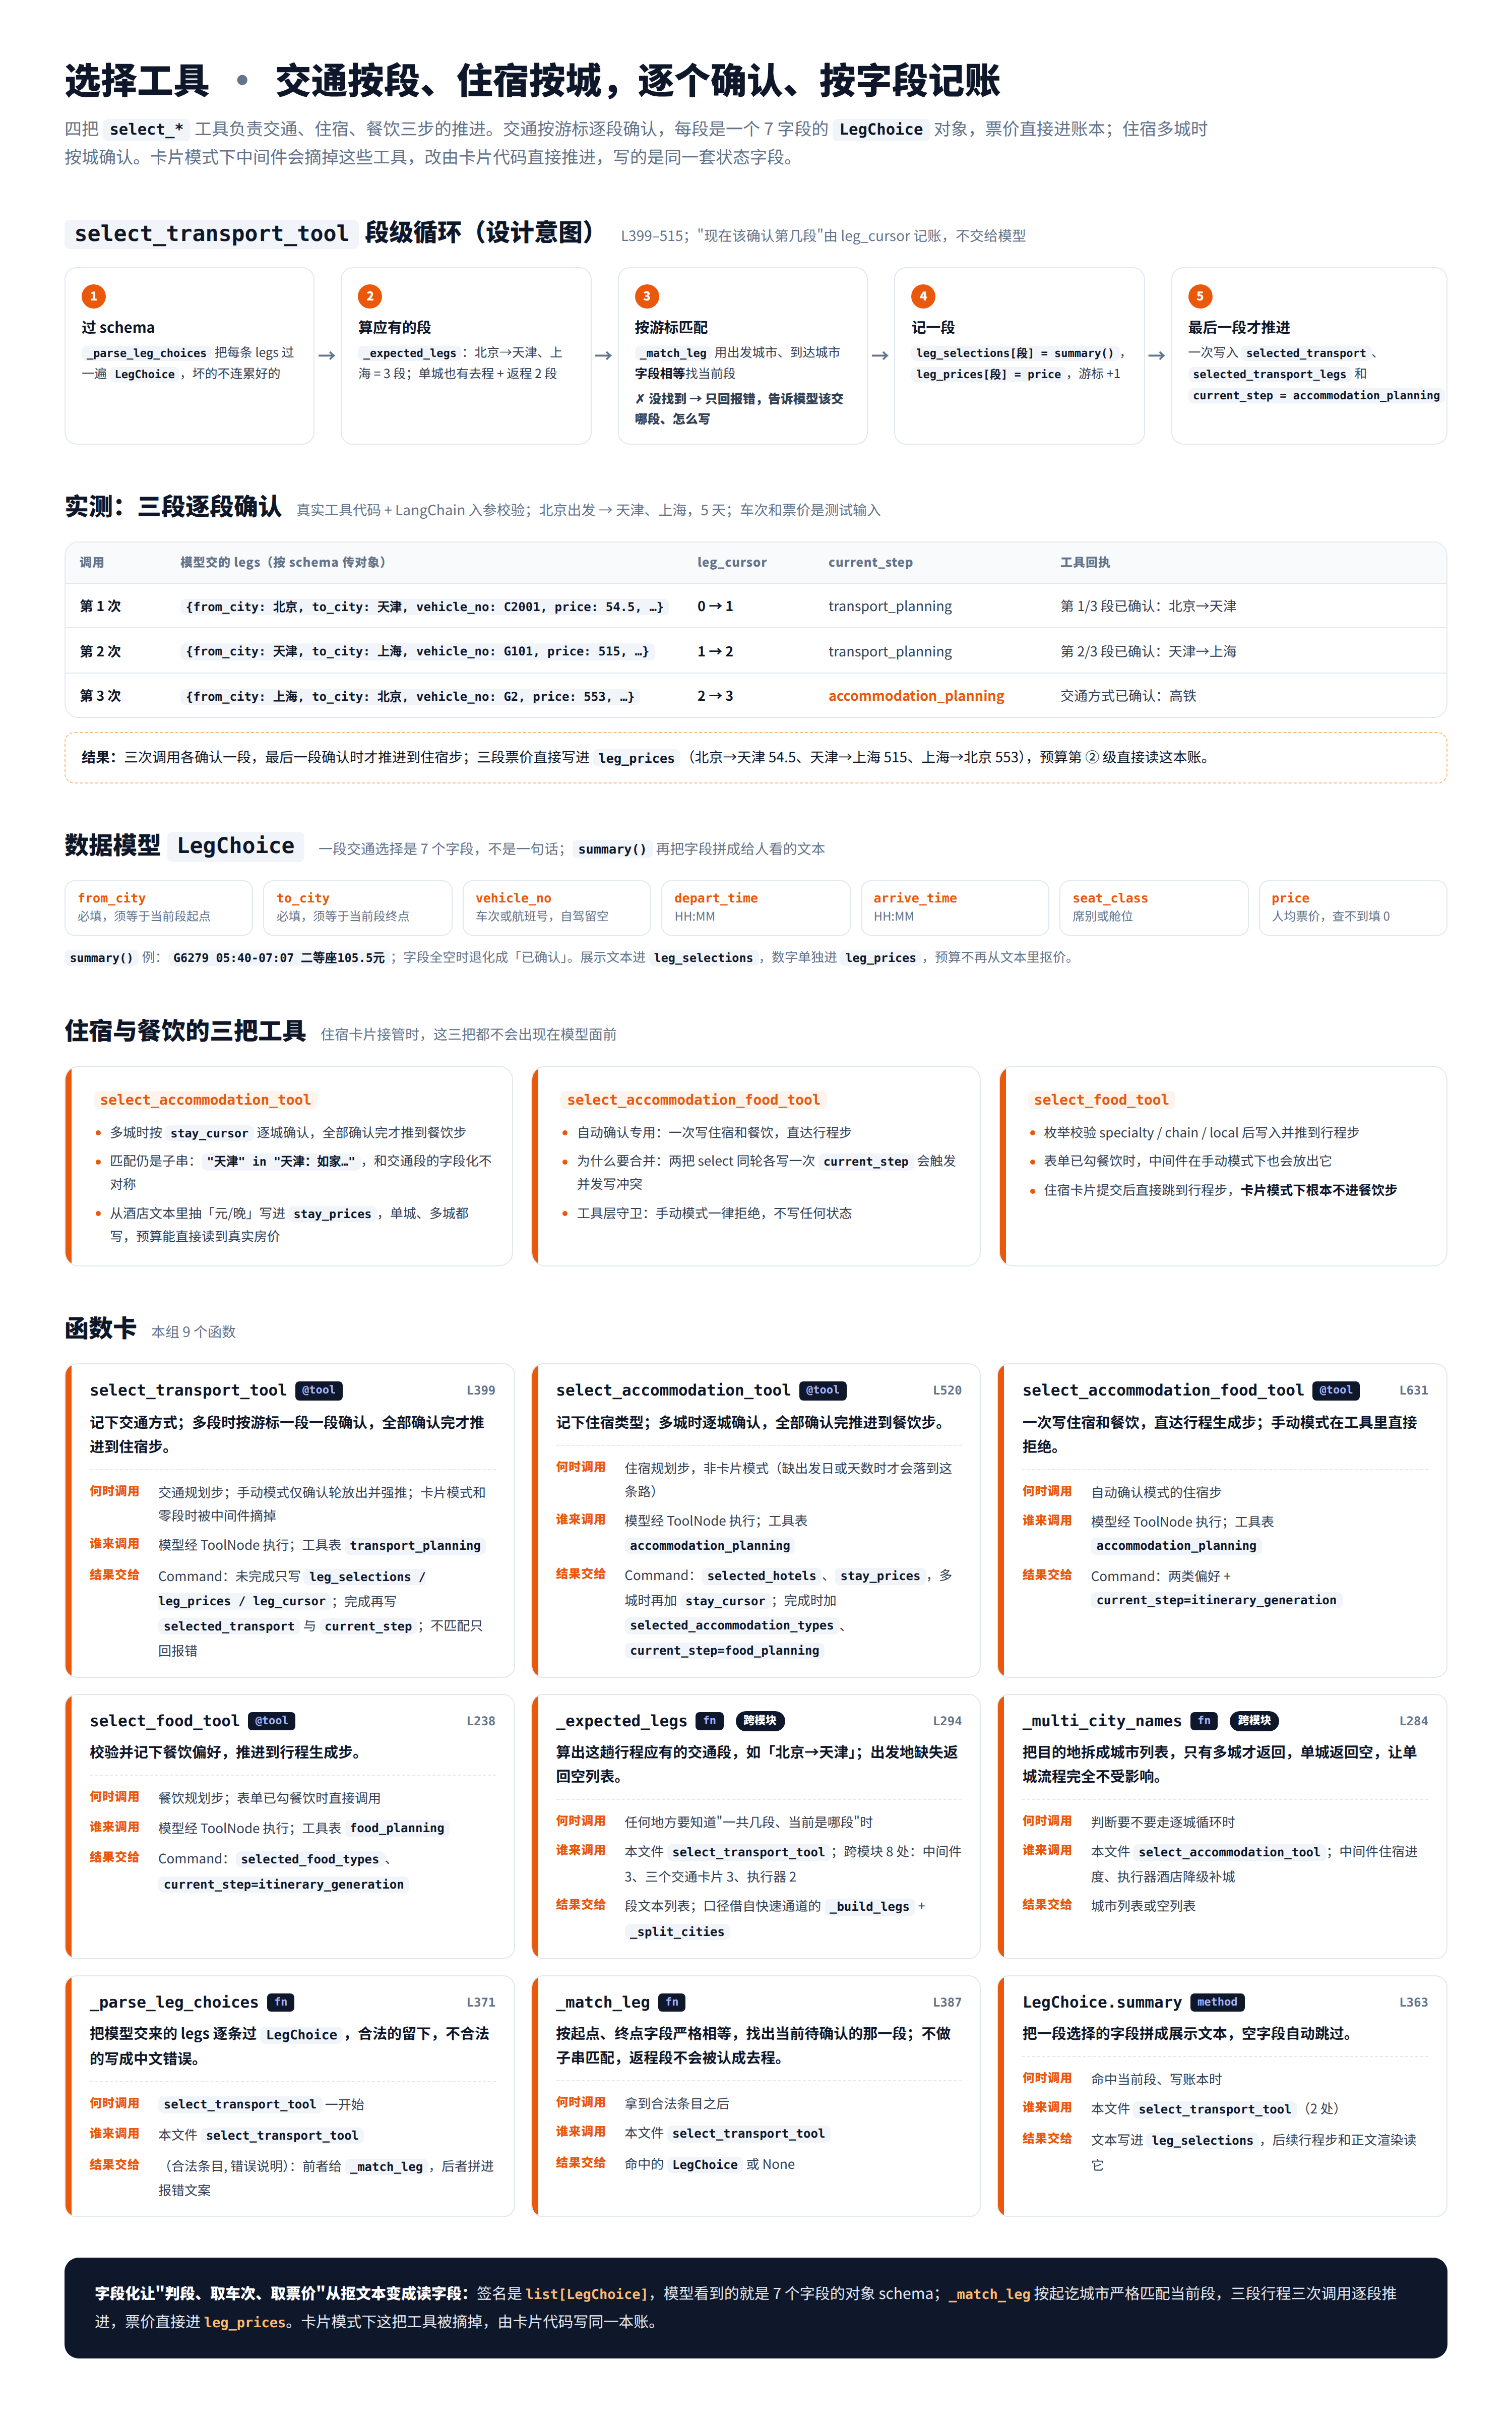 选择工具 · 交通按段、住宿按城，逐个确认、按字段记账
四把 select_* 工具负责交通、住宿、餐饮三步的推进。交通按游标逐段确认，每段是一个 7 字段的 LegChoice 对象，票价直接进账本；住宿多城时
按城确认。卡片模式下中间件会摘掉这些工具，改由卡片代码直接推进，写的是同一套状态字段。
select_transport_tool 段级循环（设计意图） L399–515；"现在该确认第几段"由 leg_cursor 记账，不交给模型
1
过 schema
_parse_leg_choices 把每条 legs 过
一遍 LegChoice，坏的不连累好的
→
2
算应有的段
_expected_legs：北京→天津、上
海 = 3 段；单城也有去程 + 返程 2 段
→
3
按游标匹配
_match_leg 用出发城市、到达城市
字段相等找当前段
✗ 没找到 → 只回报错，告诉模型该交
哪段、怎么写
→
4
记一段
leg_selections[段] = summary()，
leg_prices[段] = price，游标 +1
→
5
最后一段才推进
一次写入 selected_transport、
selected_transport_legs 和
current_step = accommodation_planning
实测：三段逐段确认 真实工具代码 + LangChain 入参校验；北京出发 → 天津、上海，5 天；车次和票价是测试输入
调用 模型交的 legs（按 schema 传对象） leg_cursor current_step 工具回执
第 1 次 {from_city: 北京, to_city: 天津, vehicle_no: C2001, price: 54.5, …} 0 → 1 transport_planning 第 1/3 段已确认：北京→天津
第 2 次 {from_city: 天津, to_city: 上海, vehicle_no: G101, price: 515, …} 1 → 2 transport_planning 第 2/3 段已确认：天津→上海
第 3 次 {from_city: 上海, to_city: 北京, vehicle_no: G2, price: 553, …} 2 → 3 accommodation_planning 交通方式已确认：高铁
结果：三次调用各确认一段，最后一段确认时才推进到住宿步；三段票价直接写进 leg_prices（北京→天津 54.5、天津→上海 515、上海→北京 553），预算第 ② 级直接读这本账。
数据模型 LegChoice 一段交通选择是 7 个字段，不是一句话；summary() 再把字段拼成给人看的文本
from_city
必填，须等于当前段起点
to_city
必填，须等于当前段终点
vehicle_no
车次或航班号，自驾留空
depart_time
HH:MM
arrive_time
HH:MM
seat_class
席别或舱位
price
人均票价，查不到填 0
summary() 例：G6279 05:40-07:07 二等座105.5元；字段全空时退化成「已确认」。展示文本进 leg_selections，数字单独进 leg_prices，预算不再从文本里抠价。
住宿与餐饮的三把工具 住宿卡片接管时，这三把都不会出现在模型面前
select_accommodation_tool
• 多城时按 stay_cursor 逐城确认，全部确认完才推到餐饮步
• 匹配仍是子串："天津" in "天津：如家…"，和交通段的字段化不
对称
• 从酒店文本里抽「元/晚」写进 stay_prices，单城、多城都
写，预算能直接读到真实房价
select_accommodation_food_tool
• 自动确认专用：一次写住宿和餐饮，直达行程步
• 为什么要合并：两把 select 同轮各写一次 current_step 会触发
并发写冲突
• 工具层守卫：手动模式一律拒绝，不写任何状态
select_food_tool
• 枚举校验 specialty / chain / local 后写入并推到行程步
• 表单已勾餐饮时，中间件在手动模式下也会放出它
• 住宿卡片提交后直接跳到行程步，卡片模式下根本不进餐饮步
函数卡 本组 9 个函数
select_transport_tool @tool L399
记下交通方式；多段时按游标一段一段确认，全部确认完才推
进到住宿步。
何时调用 交通规划步；手动模式仅确认轮放出并强推；卡片模式和
零段时被中间件摘掉
谁来调用 模型经 ToolNode 执行；工具表 transport_planning
结果交给 Command：未完成只写 leg_selections /
leg_prices / leg_cursor；完成再写
selected_transport 与 current_step；不匹配只
回报错
select_accommodation_tool @tool L520
记下住宿类型；多城时逐城确认，全部确认完推进到餐饮步。
何时调用 住宿规划步，非卡片模式（缺出发日或天数时才会落到这
条路）
谁来调用 模型经 ToolNode 执行；工具表
accommodation_planning
结果交给 Command：selected_hotels、stay_prices，多
城时再加 stay_cursor；完成时加
selected_accommodation_types、
current_step=food_planning
select_accommodation_food_tool @tool L631
一次写住宿和餐饮，直达行程生成步；手动模式在工具里直接
拒绝。
何时调用 自动确认模式的住宿步
谁来调用 模型经 ToolNode 执行；工具表
accommodation_planning
结果交给 Command：两类偏好 +
current_step=itinerary_generation
select_food_tool @tool L238
校验并记下餐饮偏好，推进到行程生成步。
何时调用 餐饮规划步；表单已勾餐饮时直接调用
谁来调用 模型经 ToolNode 执行；工具表 food_planning
结果交给 Command：selected_food_types、
current_step=itinerary_generation
_expected_legs fn 跨模块 L294
算出这趟行程应有的交通段，如「北京→天津」；出发地缺失返
回空列表。
何时调用 任何地方要知道"一共几段、当前是哪段"时
谁来调用 本文件 select_transport_tool；跨模块 8 处：中间件
3、三个交通卡片 3、执行器 2
结果交给 段文本列表；口径借自快速通道的 _build_legs +
_split_cities
_multi_city_names fn 跨模块 L284
把目的地拆成城市列表，只有多城才返回，单城返回空，让单
城流程完全不受影响。
何时调用 判断要不要走逐城循环时
谁来调用 本文件 select_accommodation_tool；中间件住宿进
度、执行器酒店降级补城
结果交给 城市列表或空列表
_parse_leg_choices fn L371
把模型交来的 legs 逐条过 LegChoice，合法的留下，不合法
的写成中文错误。
何时调用 select_transport_tool 一开始
谁来调用 本文件 select_transport_tool
结果交给 （合法条目, 错误说明）：前者给 _match_leg，后者拼进
报错文案
_match_leg fn L387
按起点、终点字段严格相等，找出当前待确认的那一段；不做
子串匹配，返程段不会被认成去程。
何时调用 拿到合法条目之后
谁来调用 本文件 select_transport_tool
结果交给 命中的 LegChoice 或 None
LegChoice.summary method L363
把一段选择的字段拼成展示文本，空字段自动跳过。
何时调用 命中当前段、写账本时
谁来调用 本文件 select_transport_tool（2 处）
结果交给 文本写进 leg_selections，后续行程步和正文渲染读
它
字段化让"判段、取车次、取票价"从抠文本变成读字段：签名是 list[LegChoice]，模型看到的就是 7 个字段的对象 schema；_match_leg 按起讫城市严格匹配当前段，三段行程三次调用逐段推
进，票价直接进 leg_prices。卡片模式下这把工具被摘掉，由卡片代码写同一本账。